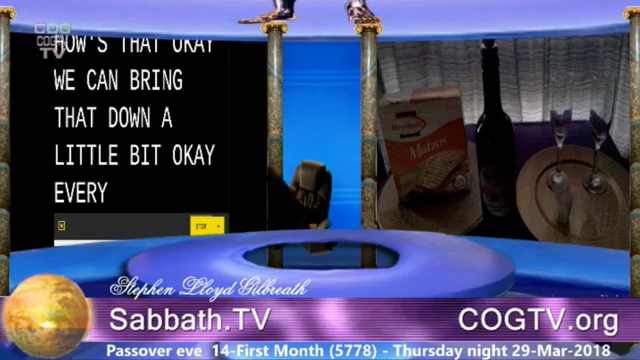 COG
COG
TV
HOW'S THAT OKAY
WE CAN BRING
THAT DOWN A
LITTLE BIT OKAY
EVERY
STOP
Matzos
Stephen Lloyd Gilbreath
Sabbath.TV
COGTV.org
Passover eve 14-First Month (5778) - Thursday night 29-Mar-2018